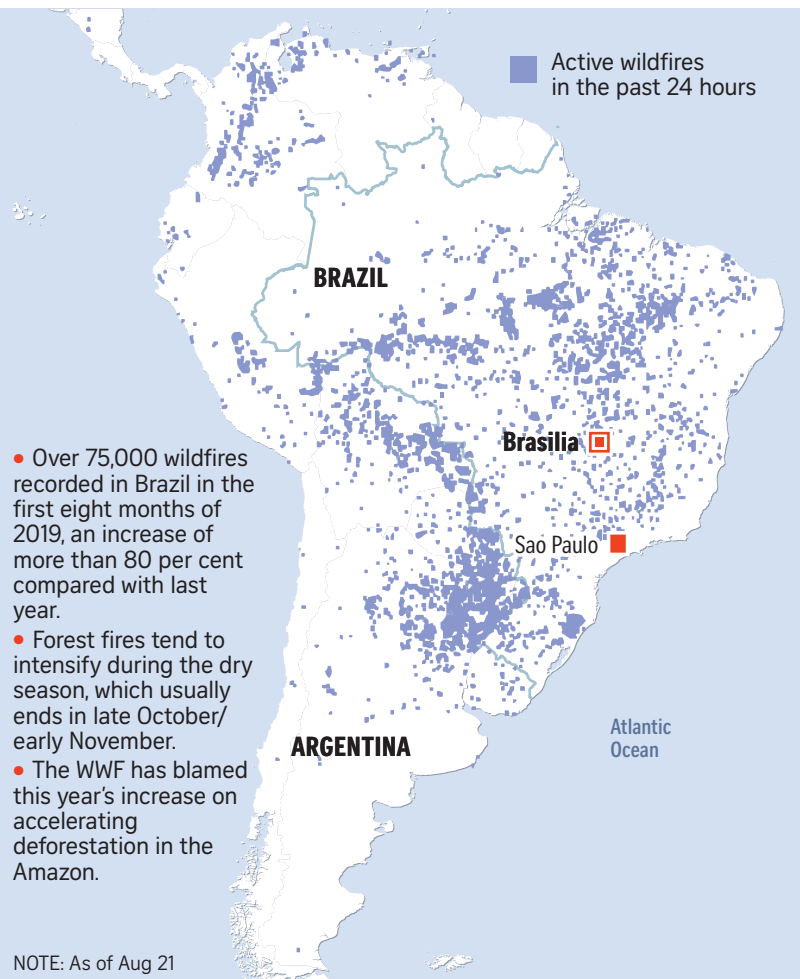 Active wildfires
in the past 24 hours
BRAZIL
Brasilia
Sao Paulo
• Over 75,000 wildfires
recorded in Brazil in the
first eight months of
2019, an increase of
more than 80 per cent
compared with last
year.
• Forest fires tend to
intensify during the dry
season, which usually
ends in late October/
early November.
• The WWF has blamed
this year's increase on
accelerating
deforestation in the
Amazon.
ARGENTINA
Atlantic
Ocean
NOTE: As of Aug 21